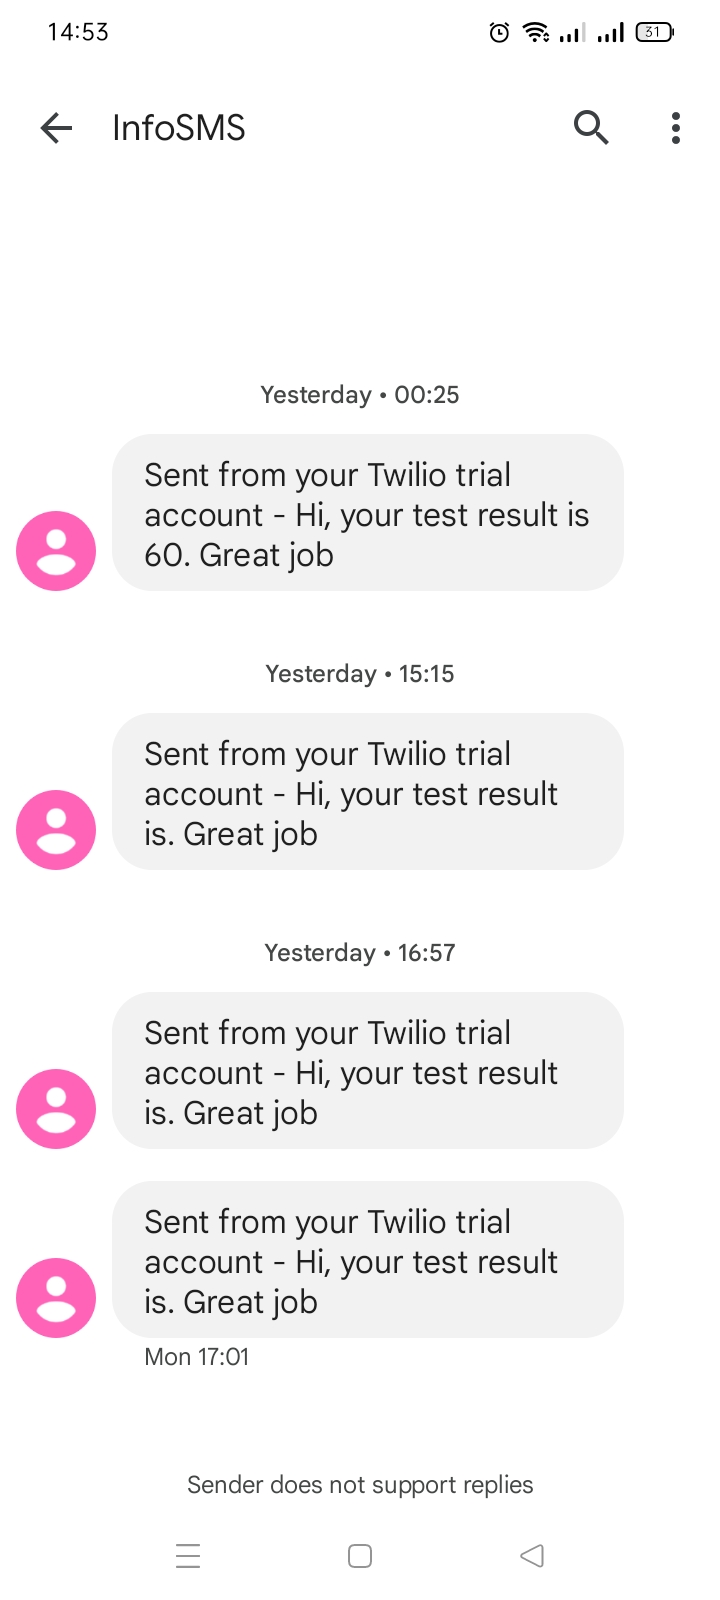 14:53
31
InfoSMS
Yesterday • 00:25
Sent from your Twilio trial
account - Hi, your test result is
60. Great job
Yesterday • 15:15
Sent from your Twilio trial
account - Hi, your test result
is. Great job
Yesterday • 16:57
Sent from your Twilio trial
account - Hi, your test result
is. Great job
Sent from your Twilio trial
account - Hi, your test result
is. Great job
Mon 17:01
Sender does not support replies